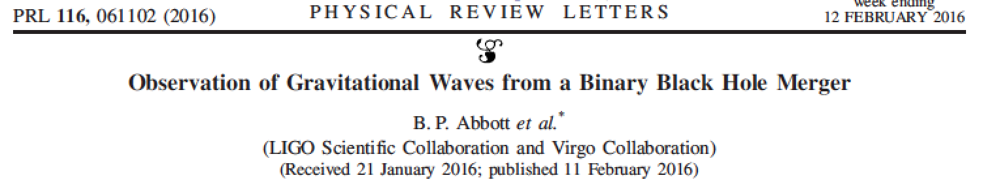 PRL 116, 061102 (2016)
PHYSICAL REVIEW LETTERS
week ending
12 FEBRUARY 2016
Observation of Gravitational Waves from a Binary Black Hole Merger
B. P. Abbott et al.*
(LIGO Scientific Collaboration and Virgo Collaboration)
(Received 21 January 2016; published 11 February 2016)